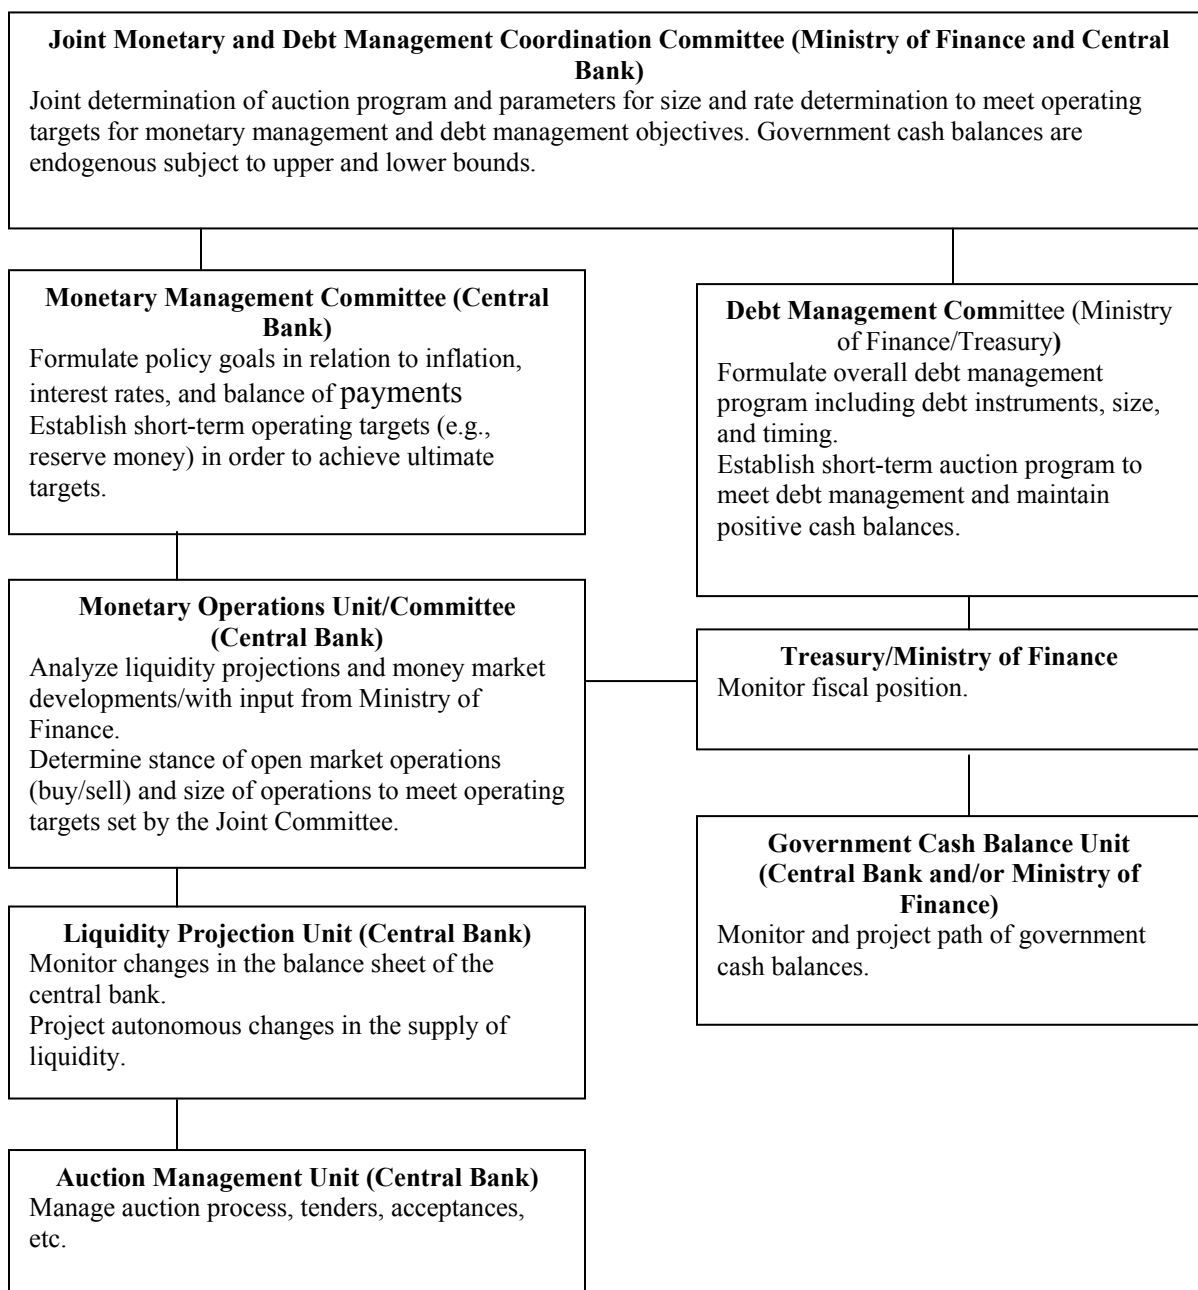 Joint Monetary and Debt Management Coordination Committee (Ministry of Finance and Central
Bank)
Joint determination of auction program and parameters for size and rate determination to meet operating
targets for monetary management and debt management objectives. Government cash balances are
endogenous subject to upper and lower bounds.
Monetary Management Committee (Central
Bank)
Formulate policy goals in relation to inflation,
interest rates, and balance of payments
Establish short-term operating targets (e.g.,
reserve money) in order to achieve ultimate
targets.
Debt Management Committee (Ministry
of Finance/Treasury)
Formulate overall debt management
program including debt instruments, size,
and timing.
Establish short-term auction program to
meet debt management and maintain
positive cash balances.
Monetary Operations Unit/Committee
(Central Bank)
Analyze liquidity projections and money market
developments/with input from Ministry of
Finance.
Determine stance of open market operations
(buy/sell) and size of operations to meet operating
targets set by the Joint Committee.
Treasury/Ministry of Finance
Monitor fiscal position.
Government Cash Balance Unit
(Central Bank and/or Ministry of
Finance)
Monitor and project path of government
cash balances.
Liquidity Projection Unit (Central Bank)
Monitor changes in the balance sheet of the
central bank.
Project autonomous changes in the supply of
liquidity.
Auction Management Unit (Central Bank)
Manage auction process, tenders, acceptances,
etc.